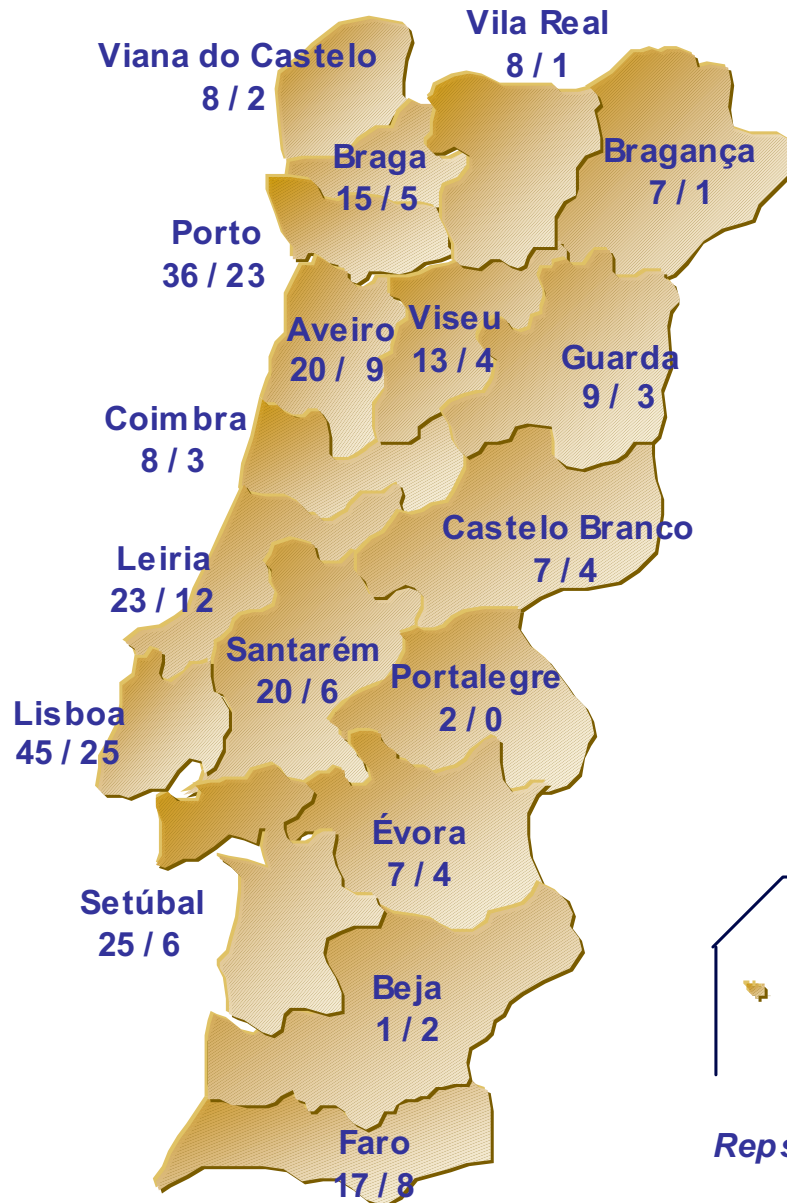 Vila Real
8 / 1
Viana do Castelo
8 / 2
Braga
15 / 5
Bragança
7 / 1
Porto
36 / 23
Aveiro
20 / 9
Viseu
13 / 4
Guarda
9 / 3
Coimbra
8 / 3
Castelo Branco
7 / 4
Leiria
23 / 12
Santarém
20 / 6
Portalegre
2 / 0
Lisboa
45 / 25
Évora
7 / 4
Setúbal
25 / 6
Beja
1 / 2
Faro
17 / 8
Reps